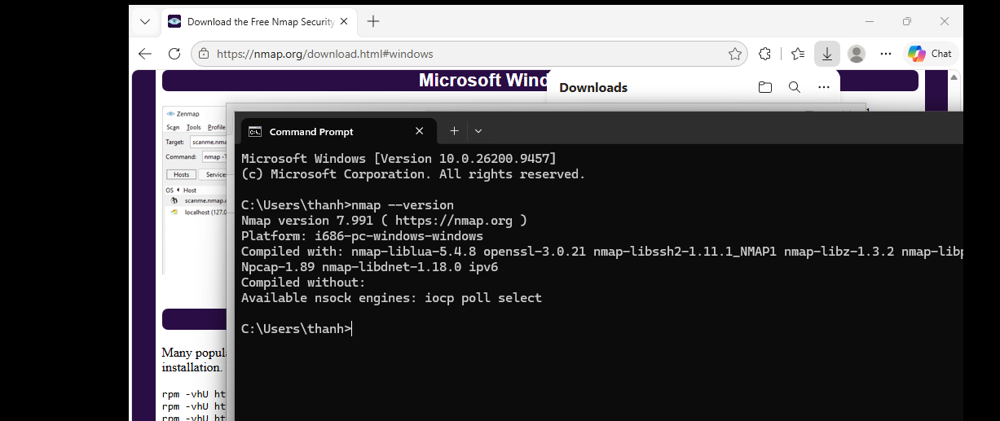 Download the Free Nmap Security
https://nmap.org/download.html#windows
Chat
Microsoft Wind
Downloads
Zenmap
Scan Tools Profile
Target: scanme.nma
Command: nmap -T
Hosts Service
OS Host
scanme.nmap.o
localhost (127.0
Command Prompt
Microsoft Windows [Version 10.0.26200.9457]
(c) Microsoft Corporation. All rights reserved.
C:\Users\thanh>nmap --version
Nmap version 7.991 ( https://nmap.org )
Platform: i686-pc-windows-windows
Compiled with: nmap-liblua-5.4.8 openssl-3.0.21 nmap-libssh2-1.11.1_NMAP1 nmap-libz-1.3.2 nmap-libp
Npcap-1.89 nmap-libdnet-1.18.0 ipv6
Compiled without:
Available nsock engines: iocp poll select
C:\Users\thanh>
Many popul
installation.
rpm -vhU ht
rpm -vhU ht
rpm -vhU ht